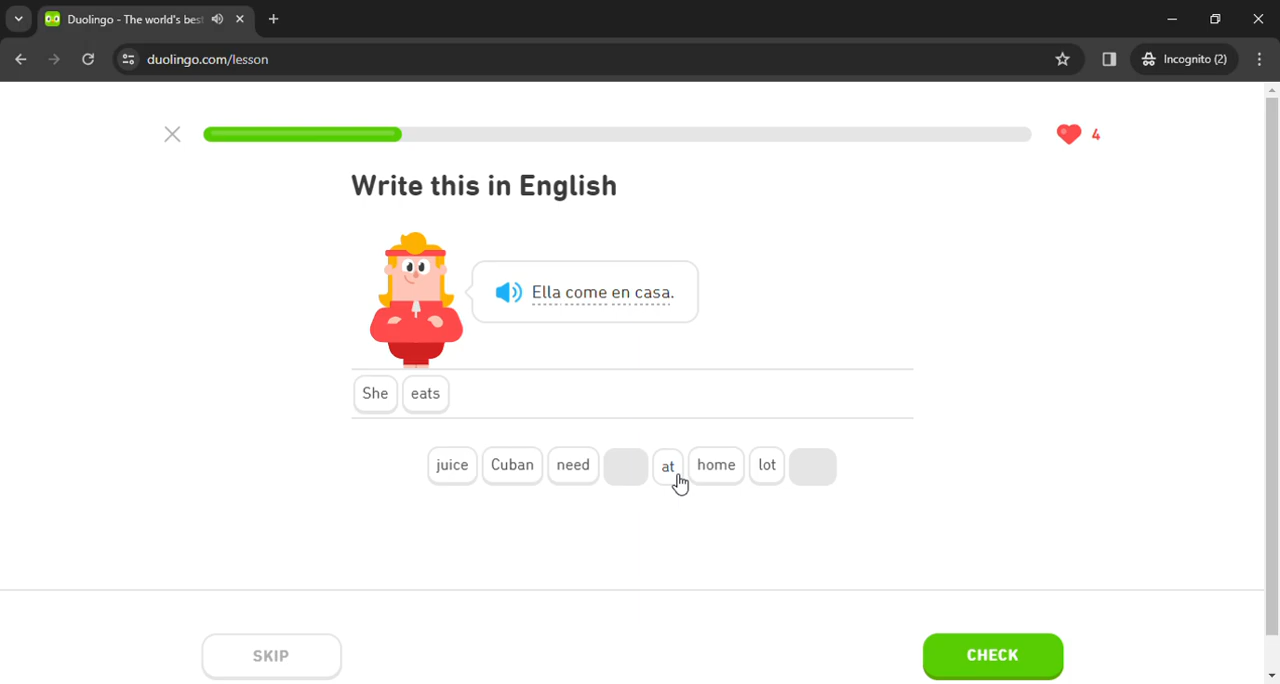 Duolingo - The world's best
duolingo.com/lesson
Incognito (2)
4
Write this in English
Ella come en casa.
She eats
juice Cuban need at home lot
SKIP
CHECK